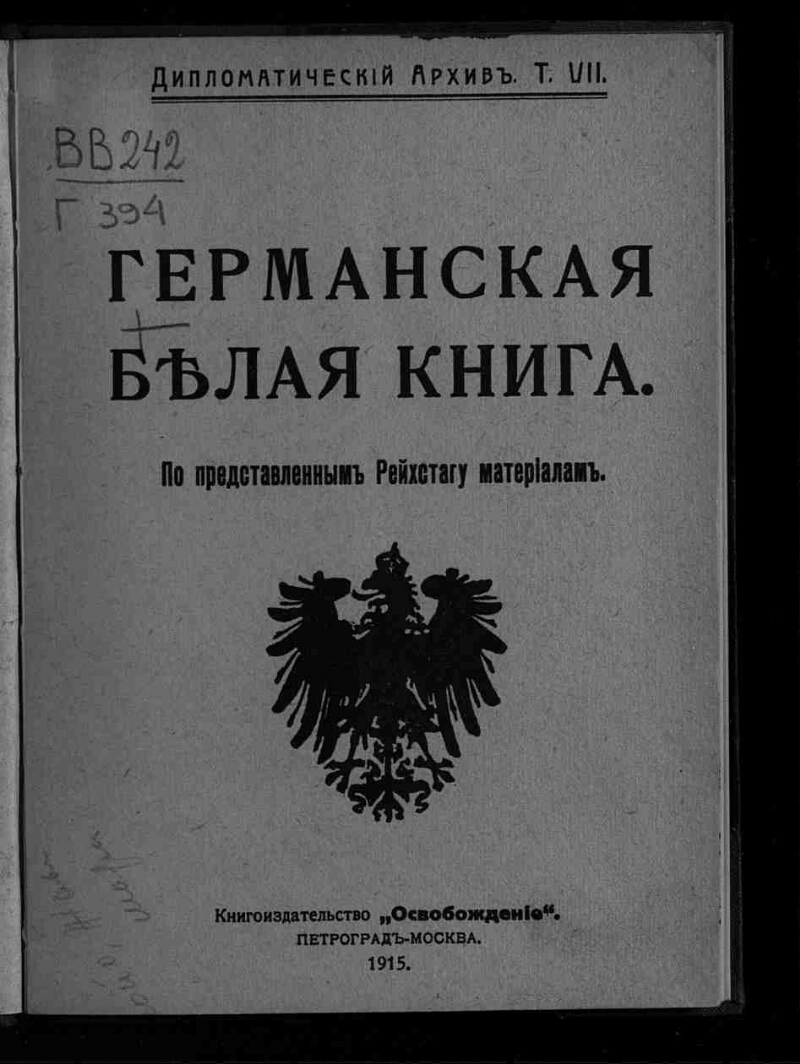 Дипломатическій Архивъ. Т. VII.
ВВ242
Г 394
ГЕРМАНСКАЯ
БѢЛАЯ КНИГА.
По представленнымъ Рейхстагу матеріаламъ.
Книгоиздательство „Освобожденіе“.
ПЕТРОГРАДЪ-МОСКВА.
1915.